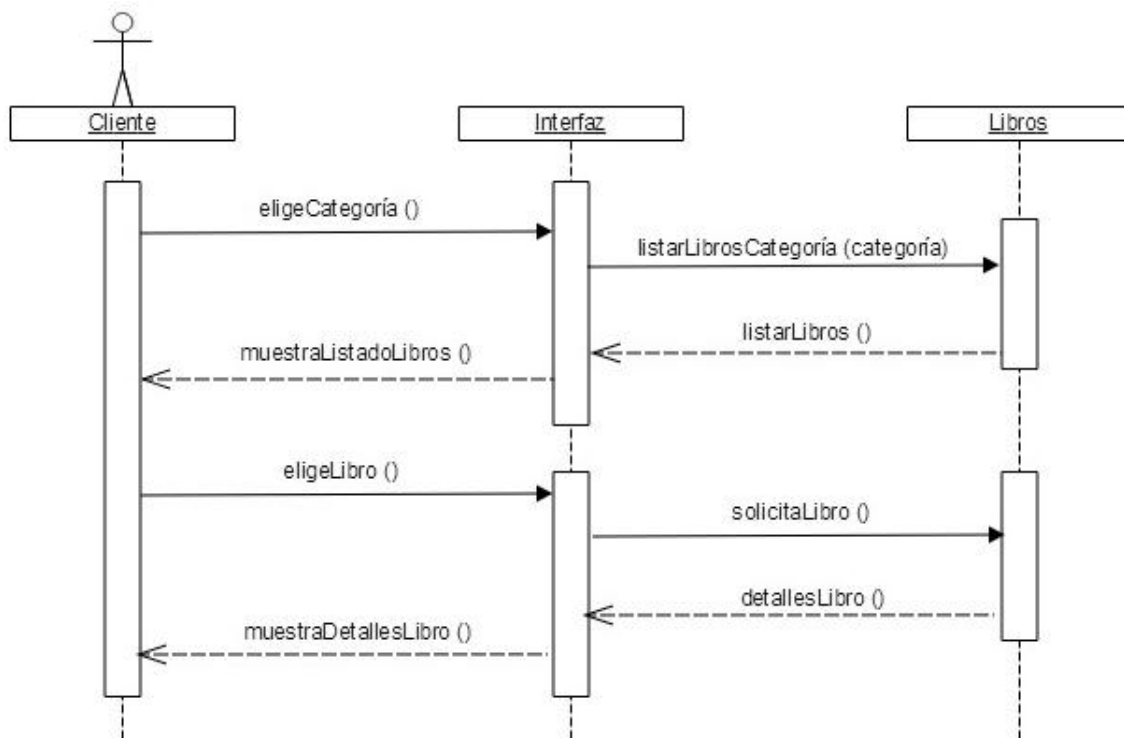 Cliente
Interfaz
Libros
eligeCategoría ()
listarLibrosCategoría (categoría)
listarLibros ()
muestraListadoLibros ()
eligeLibro ()
solicitaLibro ()
detallesLibro ()
muestraDetallesLibro ()